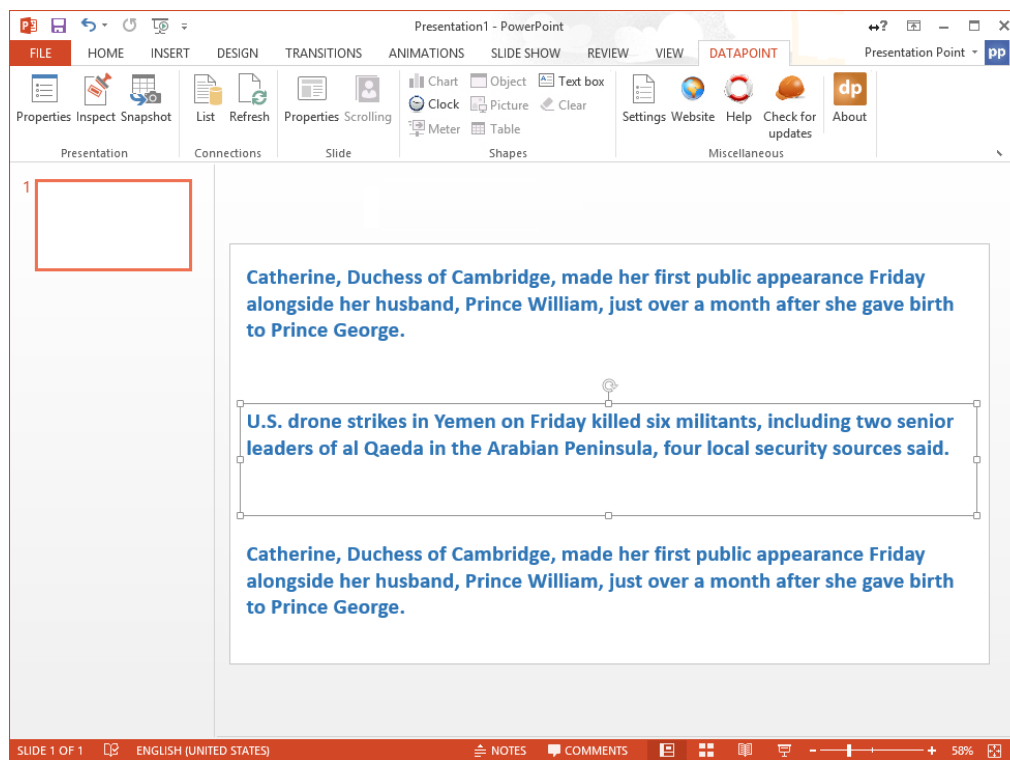 Presentation1 - PowerPoint
FILE HOME INSERT DESIGN TRANSITIONS ANIMATIONS SLIDE SHOW REVIEW VIEW DATAPOINT Presentation Point pp
Chart Object Text box
Clock Picture Clear
Meter Table
Properties Inspect Snapshot List Refresh Properties Scrolling Settings Website Help Check for updates About
Presentation Connections Slide Shapes Miscellaneous
dp
1
Catherine, Duchess of Cambridge, made her first public appearance Friday
alongside her husband, Prince William, just over a month after she gave birth
to Prince George.
U.S. drone strikes in Yemen on Friday killed six militants, including two senior
leaders of al Qaeda in the Arabian Peninsula, four local security sources said.
Catherine, Duchess of Cambridge, made her first public appearance Friday
alongside her husband, Prince William, just over a month after she gave birth
to Prince George.
SLIDE 1 OF 1 ENGLISH (UNITED STATES) NOTES COMMENTS 58%